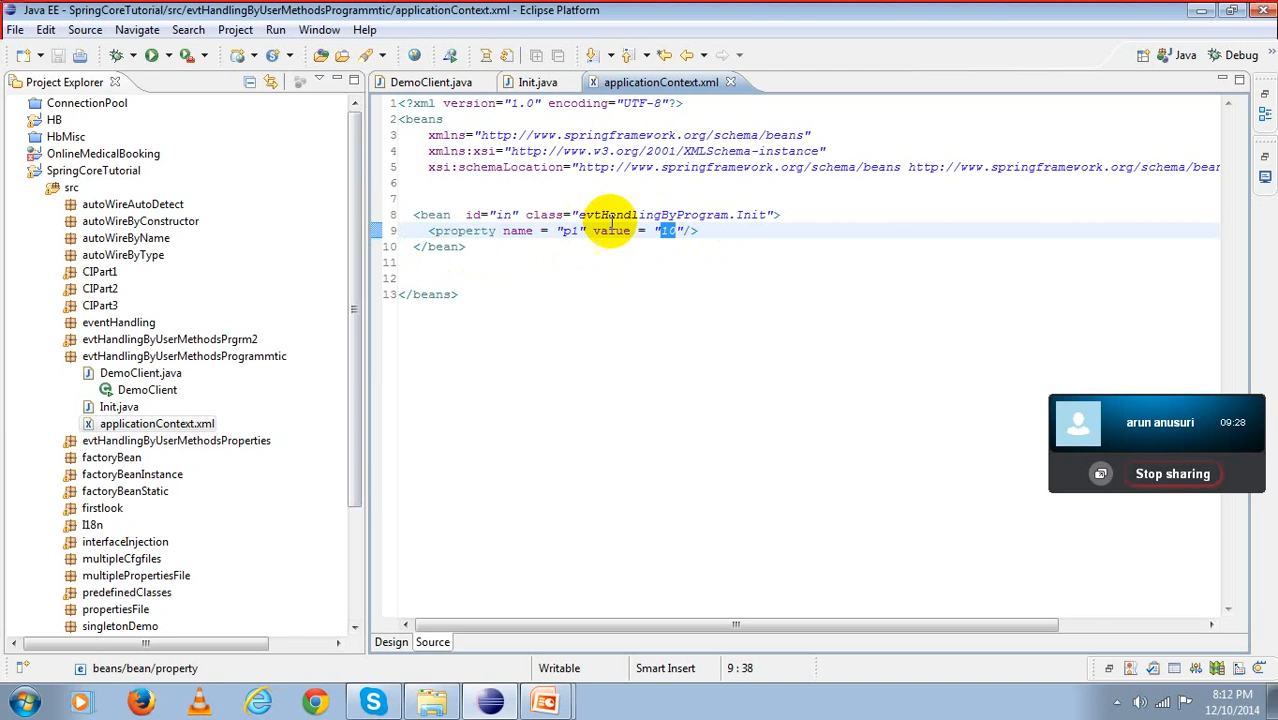 Java EE - SpringCoreTutorial/src/evtHandlingByUserMethodsProgrammtic/applicationContext.xml - Eclipse Platform
File Edit Source Navigate Search Project Run Window Help
Java Debug
Project Explorer
DemoClient.java Init.java applicationContext.xml
ConnectionPool
HB
HbMisc
OnlineMedicalBooking
SpringCoreTutorial
src
autoWireAutoDetect
autoWireByConstructor
autoWireByName
autoWireByType
CIPart1
CIPart2
CIPart3
eventHandling
evtHandlingByUserMethodsPrgrm2
evtHandlingByUserMethodsProgrammtic
DemoClient.java
DemoClient
Init.java
applicationContext.xml
evtHandlingByUserMethodsProperties
factoryBean
factoryBeanInstance
factoryBeanStatic
firstlook
I18n
interfaceInjection
multipleCfgfiles
multiplePropertiesFile
predefinedClasses
propertiesFile
singletonDemo
1 <?xml version="1.0" encoding="UTF-8"?>
2 <beans
3 xmlns="http://www.springframework.org/schema/beans"
4 xmlns:xsi="http://www.w3.org/2001/XMLSchema-instance"
5 xsi:schemaLocation="http://www.springframework.org/schema/beans http://www.springframework.org/schema/bean
6
7
8 <bean id="in" class="evtHandlingByProgram.Init">
9 <property name = "p1" value = "10"/>
10 </bean>
11
12
13 </beans>
arun anusuri 09:28
Stop sharing
Design Source
beans/bean/property Writable Smart Insert 9 : 38
8:12 PM
12/10/2014